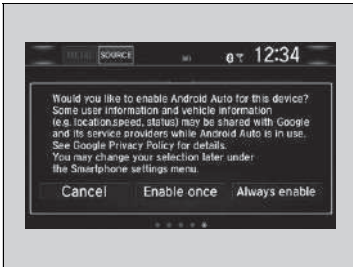 MENU SOURCE 12:34
Would you like to enable Android Auto for this device?
Some user information and vehicle information
(e.g. location,speed, status) may be shared with Google
and its service providers while Android Auto is in use.
See Google Privacy Policy for details.
You may change your selection later under
the Smartphone settings menu.
Cancel Enable once Always enable